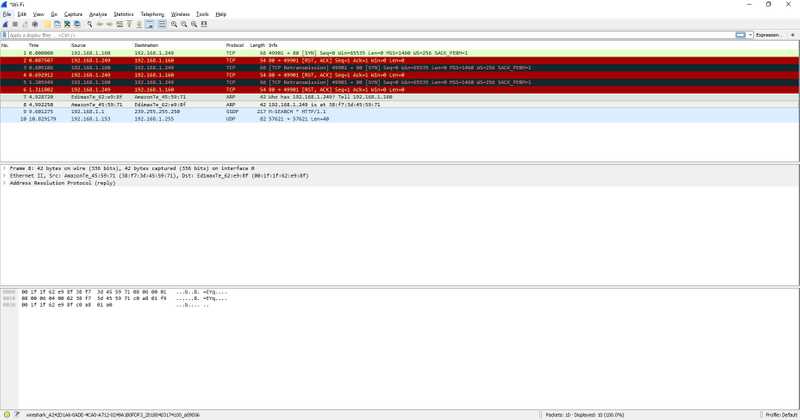 *Wi-Fi
File Edit View Go Capture Analyze Statistics Telephony Wireless Tools Help
Apply a display filter ... <Ctrl-/>
Expression... +
No. Time Source Destination Protocol Length Info
1 0.000000 192.168.1.160 192.168.1.249 TCP 66 49901 → 80 [SYN] Seq=0 Win=65535 Len=0 MSS=1460 WS=256 SACK_PERM=1
2 192.168.1.249 192.168.1.160 TCP 54 80 → 49901 [RST, ACK] Seq=1 Ack=1 Win=0 Len=0
3 192.168.1.160 192.168.1.249 TCP 66 [TCP Retransmission] 49901 → 80 [SYN] Seq=0 Win=65535 Len=0 MSS=1460 WS=256 SACK_PERM=1
4 0.692912 192.168.1.249 192.168.1.160 TCP 54 80 → 49901 [RST, ACK] Seq=1 Ack=1 Win=0 Len=0
5 192.168.1.160 192.168.1.249 TCP 66 [TCP Retransmission] 49901 → 80 [SYN] Seq=0 Win=65535 Len=0 MSS=1460 WS=256 SACK_PERM=1
6 1.311002 192.168.1.249 192.168.1.160 TCP 54 80 → 49901 [RST, ACK] Seq=1 Ack=1 Win=0 Len=0
7 4.928720 EdimaxTe_62:e9:8f AmazonTe_45:59:71 ARP 42 Who has 192.168.1.249? Tell 192.168.1.160
8 4.992258 AmazonTe_45:59:71 EdimaxTe_62:e9:8f ARP 42 192.168.1.249 is at 38:f7:3d:45:59:71
9 9.601275 192.168.1.1 239.255.255.250 SSDP 217 M-SEARCH * HTTP/1.1
10 10.829179 192.168.1.153 192.168.1.255 UDP 82 57621 → 57621 Len=40
Frame 8: 42 bytes on wire (336 bits), 42 bytes captured (336 bits) on interface 0
Ethernet II, Src: AmazonTe_45:59:71 (38:f7:3d:45:59:71), Dst: EdimaxTe_62:e9:8f (00:1f:1f:62:e9:8f)
Address Resolution Protocol (reply)
0000 00 1f 1f 62 e9 8f 38 f7 3d 45 59 71 08 06 00 01 ...b..8. =EYq....
0010 08 00 06 04 00 02 38 f7 3d 45 59 71 c0 a8 01 f9 ......8. =EYq....
0020 00 1f 1f 62 e9 8f c0 a8 01 a0 ...b.... ..
Packets: 10 · Displayed: 10 (100.0%)
Profile: Default